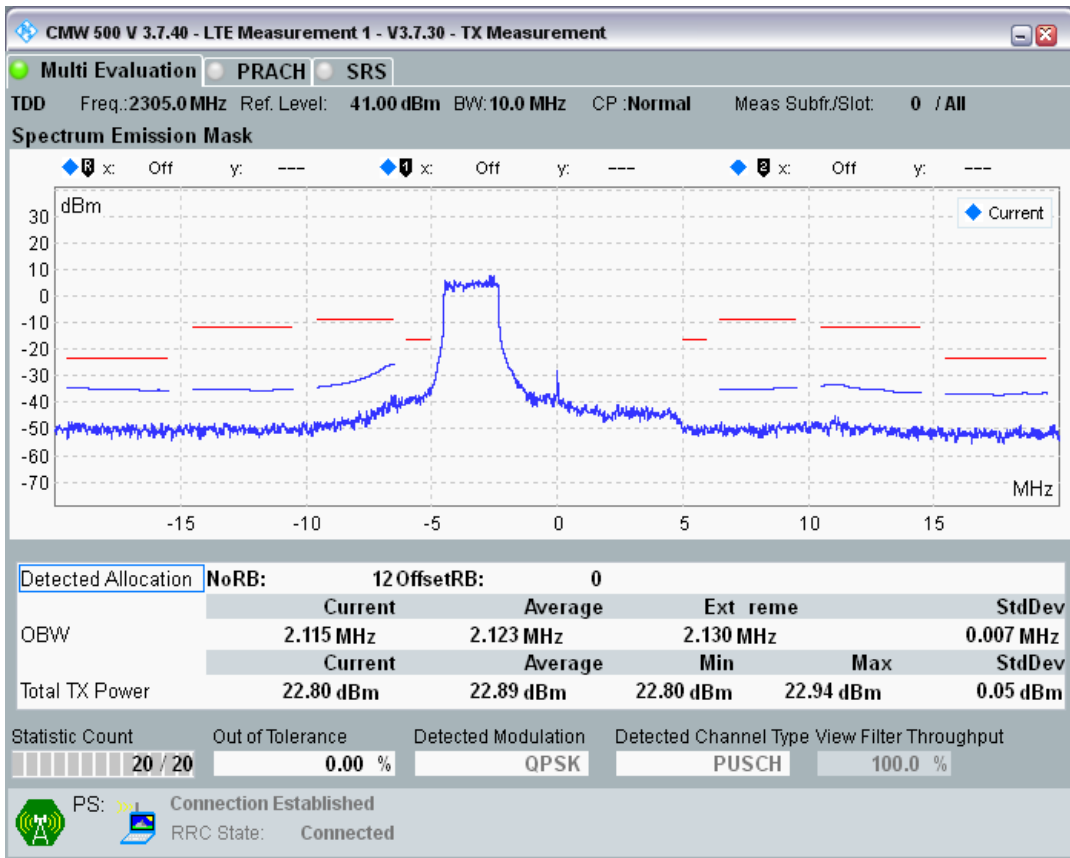 CMW 500 V 3.7.40 - LTE Measurement 1 - V3.7.30 - TX Measurement
Multi Evaluation PRACH SRS
TDD Freq.:2305.0 MHz Ref. Level: 41.00 dBm BW:10.0 MHz CP :Normal Meas Subfr./Slot: 0 / All
Spectrum Emission Mask
R x: Off y: --- 1 x: Off y: --- 2 x: Off y: ---
dBm
Current
30
20
10
0
-10
-20
-30
-40
-50
-60
-70
MHz
-15 -10 -5 0 5 10 15
Detected Allocation NoRB: 12 OffsetRB: 0
Current Average Ext reme StdDev
OBW 2.115 MHz 2.123 MHz 2.130 MHz 0.007 MHz
Current Average Min Max StdDev
Total TX Power 22.80 dBm 22.89 dBm 22.80 dBm 22.94 dBm 0.05 dBm
Statistic Count Out of Tolerance Detected Modulation Detected Channel Type View Filter Throughput
20 / 20 0.00 % QPSK PUSCH 100.0 %
PS: Connection Established
RRC State: Connected